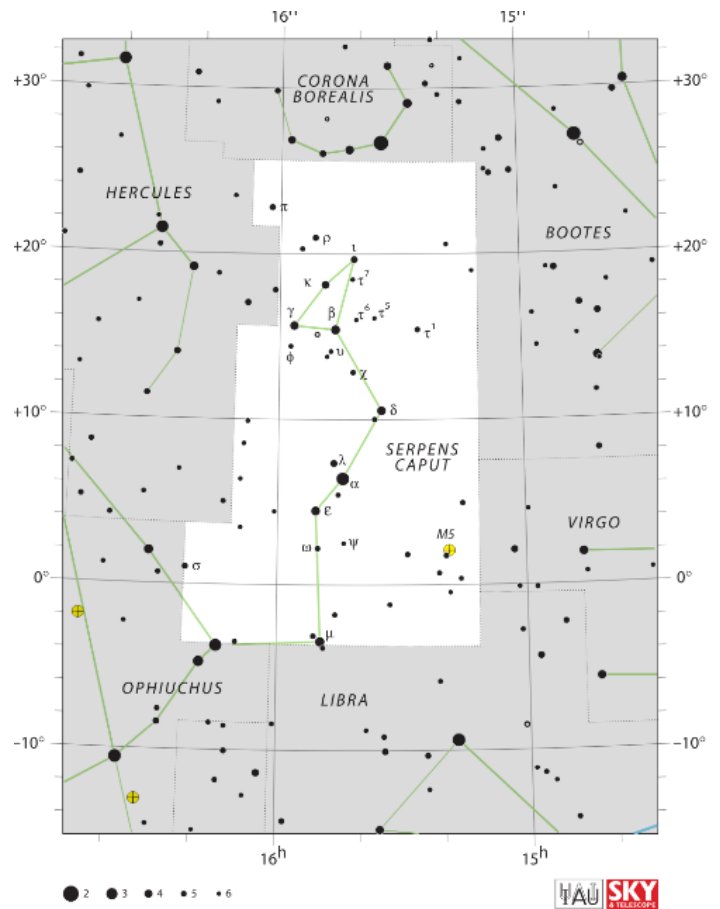 16ʰ 15ʰ
+30° +30°
CORONA
BOREALIS
HERCULES
π
BOOTES
ρ
+20° ι +20°
κ τ⁷
γ β τ⁶ τ⁵
τ¹
φ υ
χ
+10° δ +10°
SERPENS
CAPUT
λ
α
ε
M5
VIRGO
ω ψ
σ
0° 0°
μ
OPHIUCHUS
LIBRA
−10° −10°
16h 15h
2 3 4 5 6
IAU
SKY
& TELESCOPE